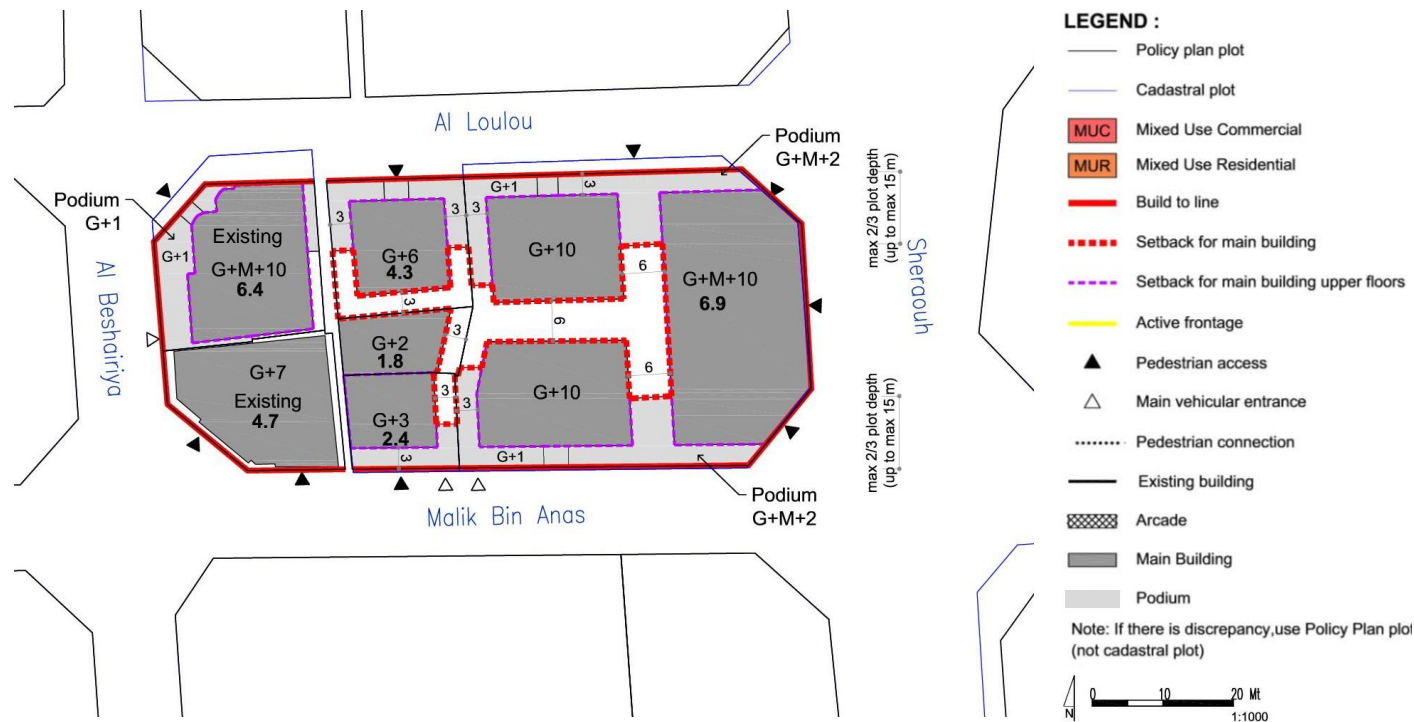 Al Loulou
Podium
G+M+2
Podium
G+1
G+1
Existing
G+M+10
6.4
3
G+6
4.3
3
3
G+1
3
G+10
6
G+M+10
6.9
max 2/3 plot depth
(up to max 15 m)
Sheraouh
Al Beshairiya
G+7
Existing
4.7
G+2
1.8
3
6
G+10
6
3
3
G+3
2.4
3
G+1
max 2/3 plot depth
(up to max 15 m)
Podium
G+M+2
Malik Bin Anas
LEGEND :
Policy plan plot
Cadastral plot
MUC Mixed Use Commercial
MUR Mixed Use Residential
Build to line
Setback for main building
Setback for main building upper floors
Active frontage
Pedestrian access
Main vehicular entrance
Pedestrian connection
Existing building
Arcade
Main Building
Podium
Note: If there is discrepancy,use Policy Plan plot
(not cadastral plot)
N
0 10 20 Mt
1:1000